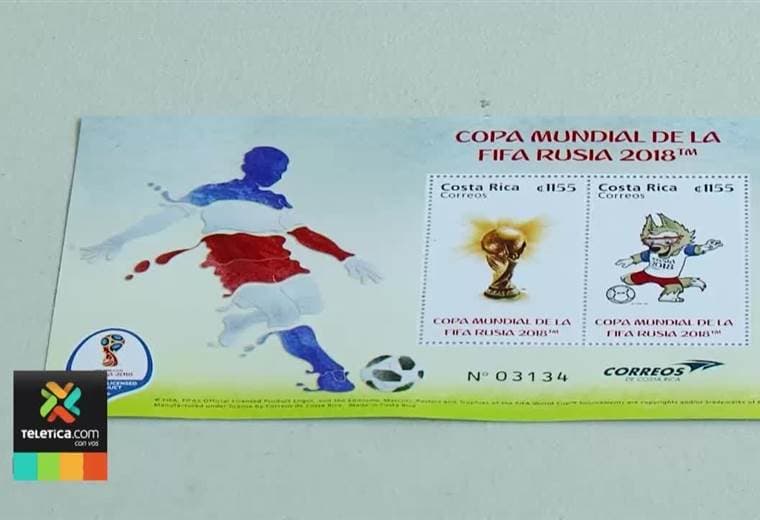 COPA MUNDIAL DE LA
FIFA RUSIA 2018™
Costa Rica ¢1155
Correos
COPA MUNDIAL DE LA
FIFA RUSIA 2018™
Costa Rica ¢1155
Correos
RUSSIA
2018
COPA MUNDIAL DE LA
FIFA RUSIA 2018™
Nº 03134
CORREOS
DE COSTA RICA
TELETICA.com
con vos